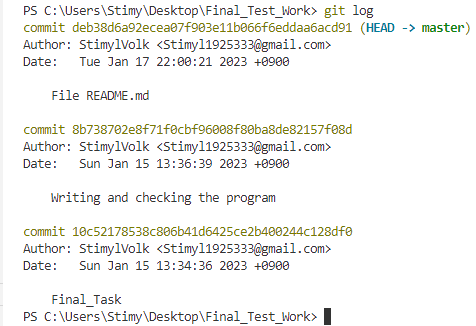 PS C:\Users\Stimy\Desktop\Final_Test_Work> git log
commit deb38d6a92ecea07f903e11b066f6eddaa6acd91 (HEAD -> master)
Author: StimylVolk <Stimyl1925333@gmail.com>
Date:   Tue Jan 17 22:00:21 2023 +0900
File README.md
commit 8b738702e8f71f0cbf96008f80ba8de82157f08d
Author: StimylVolk <Stimyl1925333@gmail.com>
Date:   Sun Jan 15 13:36:39 2023 +0900
Writing and checking the program
commit 10c52178538c806b41d6425ce2b400244c128df0
Author: StimylVolk <Stimyl1925333@gmail.com>
Date:   Sun Jan 15 13:34:36 2023 +0900
Final_Task
PS C:\Users\Stimy\Desktop\Final_Test_Work>